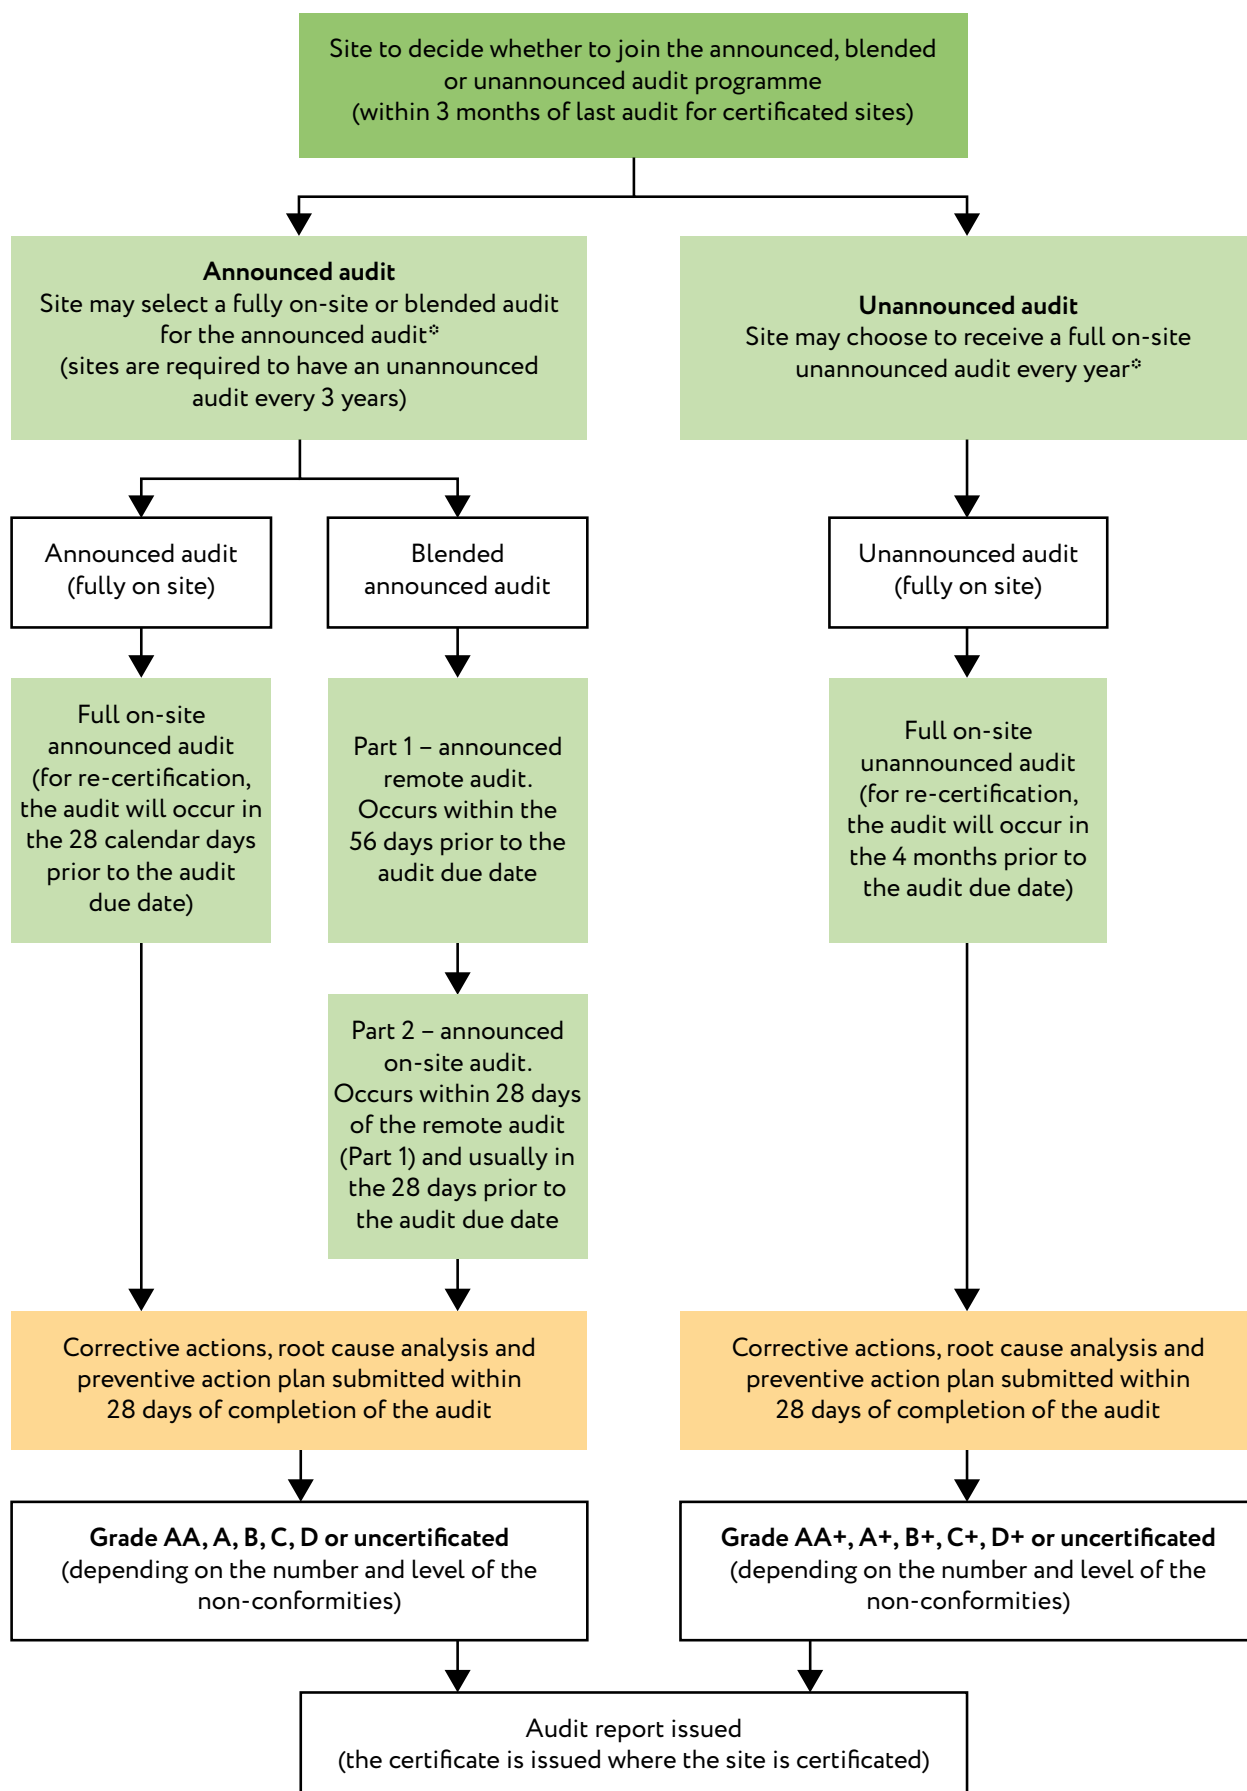 Site to decide whether to join the announced, blended
or unannounced audit programme
(within 3 months of last audit for certificated sites)
Announced audit
Site may select a fully on-site or blended audit
for the announced audit*
(sites are required to have an unannounced
audit every 3 years)
Unannounced audit
Site may choose to receive a full on-site
unannounced audit every year*
Announced audit
(fully on site)
Blended
announced audit
Unannounced audit
(fully on site)
Full on-site
announced audit
(for re-certification,
the audit will occur in
the 28 calendar days
prior to the audit
due date)
Part 1 – announced
remote audit.
Occurs within the
56 days prior to the
audit due date
Full on-site
unannounced audit
(for re-certification,
the audit will occur in
the 4 months prior to
the audit due date)
Part 2 – announced
on-site audit.
Occurs within 28 days
of the remote audit
(Part 1) and usually in
the 28 days prior to
the audit due date
Corrective actions, root cause analysis and
preventive action plan submitted within
28 days of completion of the audit
Corrective actions, root cause analysis and
preventive action plan submitted within
28 days of completion of the audit
Grade AA, A, B, C, D or uncertificated
(depending on the number and level of the
non-conformities)
Grade AA+, A+, B+, C+, D+ or uncertificated
(depending on the number and level of the
non-conformities)
Audit report issued
(the certificate is issued where the site is certificated)